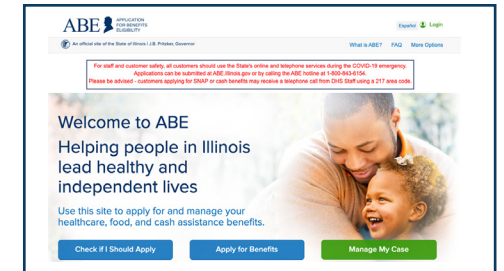 ABE APPLICATION
FOR BENEFITS
ELIGIBILITY
Español Login
An official site of the State of Illinois | J.B. Pritzker, Governor
What is ABE? FAQ More Options
For staff and customer safety, all customers should use the State's online and telephone services during the COVID-19 emergency.
Applications can be submitted at ABE.Illinois.gov or by calling the ABE hotline at 1-800-843-6154.
Please be advised - customers applying for SNAP or cash benefits may receive a telephone call from DHS Staff using a 217 area code.
Welcome to ABE
Helping people in Illinois
lead healthy and
independent lives
Use this site to apply for and manage your
healthcare, food, and cash assistance benefits.
Check if I Should Apply
Apply for Benefits
Manage My Case